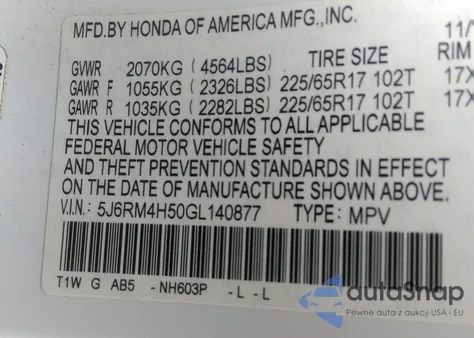 MFD.BY HONDA OF AMERICA MFG.,INC. 11/
TIRE SIZE RIM
GVWR 2070KG (4564LBS)
GAWR F 1055KG (2326LBS) 225/65R17 102T 17X
GAWR R 1035KG (2282LBS) 225/65R17 102T 17X
THIS VEHICLE CONFORMS TO ALL APPLICABLE
FEDERAL MOTOR VEHICLE SAFETY
AND THEFT PREVENTION STANDARDS IN EFFECT
ON THE DATE OF MANUFACTURE SHOWN ABOVE.
V.I.N: 5J6RM4H50GL140877 TYPE: MPV
T1W G AB5 -NH603P -L -L
autoSnap
Pewne auta z aukcji USA - EU